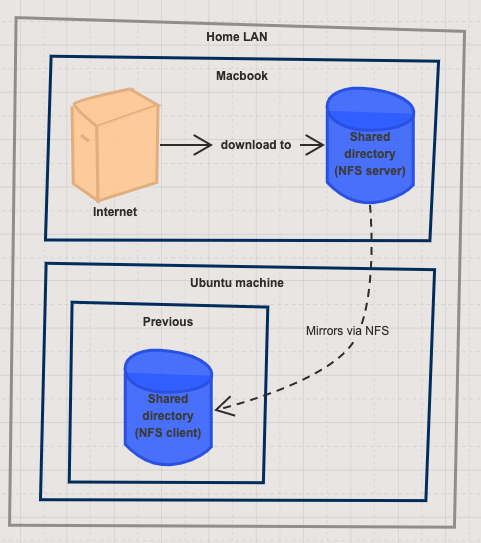 Home LAN
Macbook
download to
Shared
directory
(NFS server)
Internet
Ubuntu machine
Previous
Mirrors via NFS
Shared
directory
(NFS client)